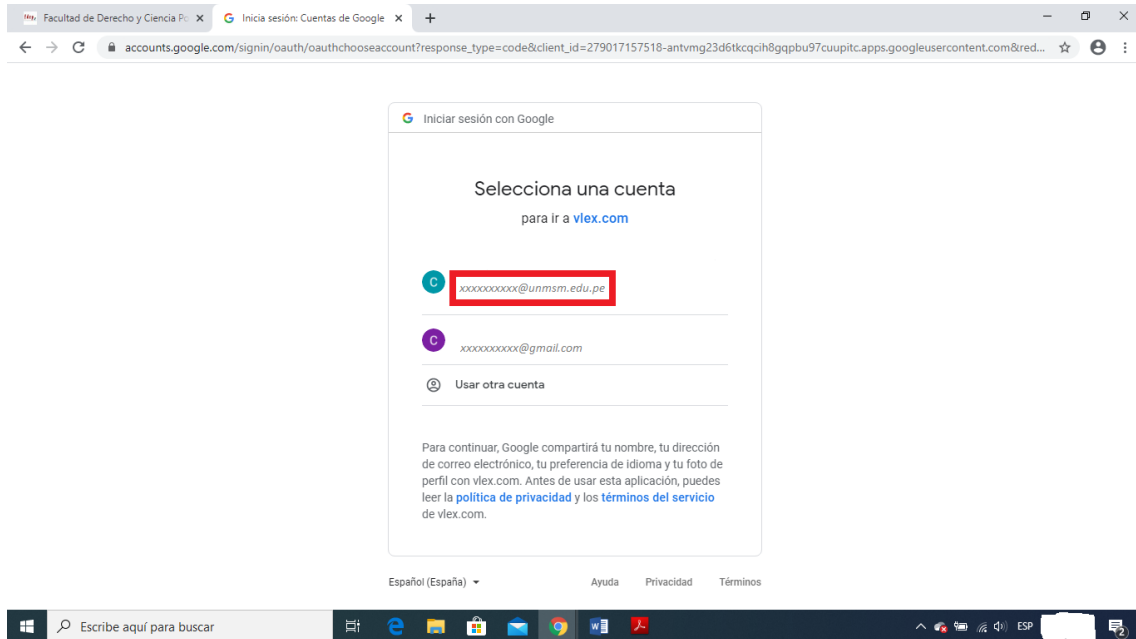 Facultad de Derecho y Ciencia Po
Inicia sesión: Cuentas de Google
accounts.google.com/signin/oauth/oauthchooseaccount?response_type=code&client_id=279017157518-antvmg23d6tkcqcih8gqpbu97cuupitc.apps.googleusercontent.com&red...
Iniciar sesión con Google
Selecciona una cuenta
para ir a vlex.com
C
xxxxxxxxxx@unmsm.edu.pe
C
xxxxxxxxxx@gmail.com
Usar otra cuenta
Para continuar, Google compartirá tu nombre, tu dirección
de correo electrónico, tu preferencia de idioma y tu foto de
perfil con vlex.com. Antes de usar esta aplicación, puedes
leer la política de privacidad y los términos del servicio
de vlex.com.
Español (España)
Ayuda Privacidad Términos
Escribe aquí para buscar
ESP
2